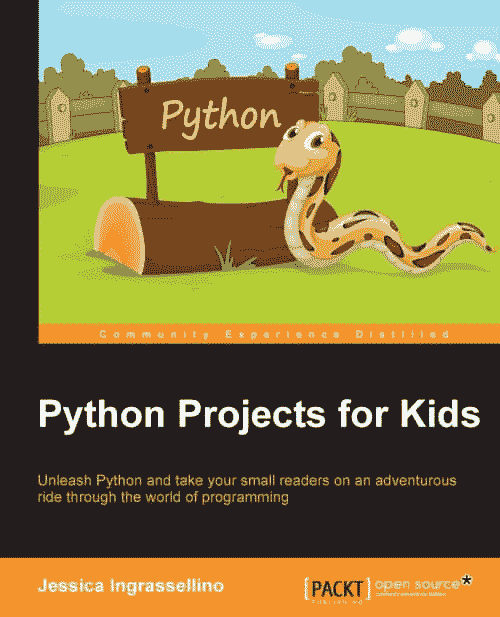 Python
Community Experience Distilled
Python Projects for Kids
Unleash Python and take your small readers on an adventurous
ride through the world of programming
Jessica Ingrassellino
[PACKT] open source*